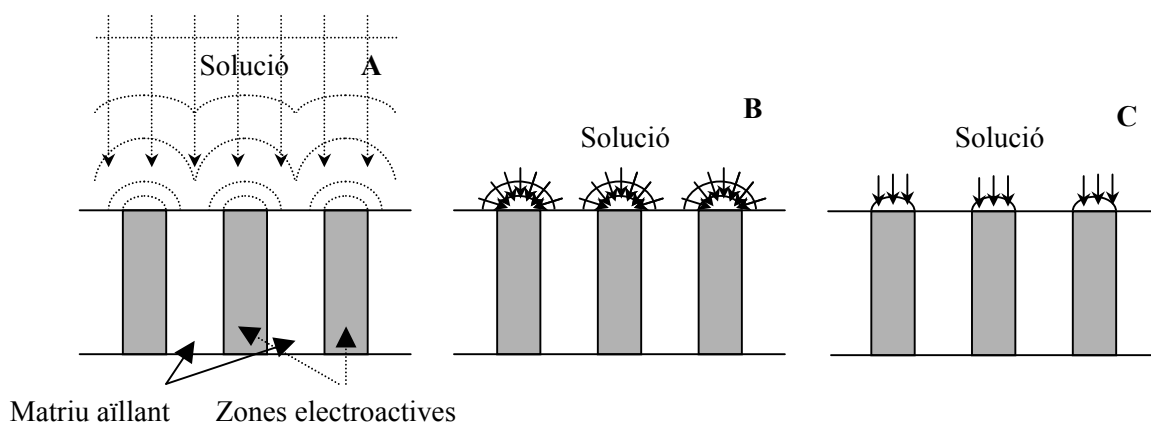 Solució
A
Solució
B
Solució
C
Matriu aïllant
Zones electroactives